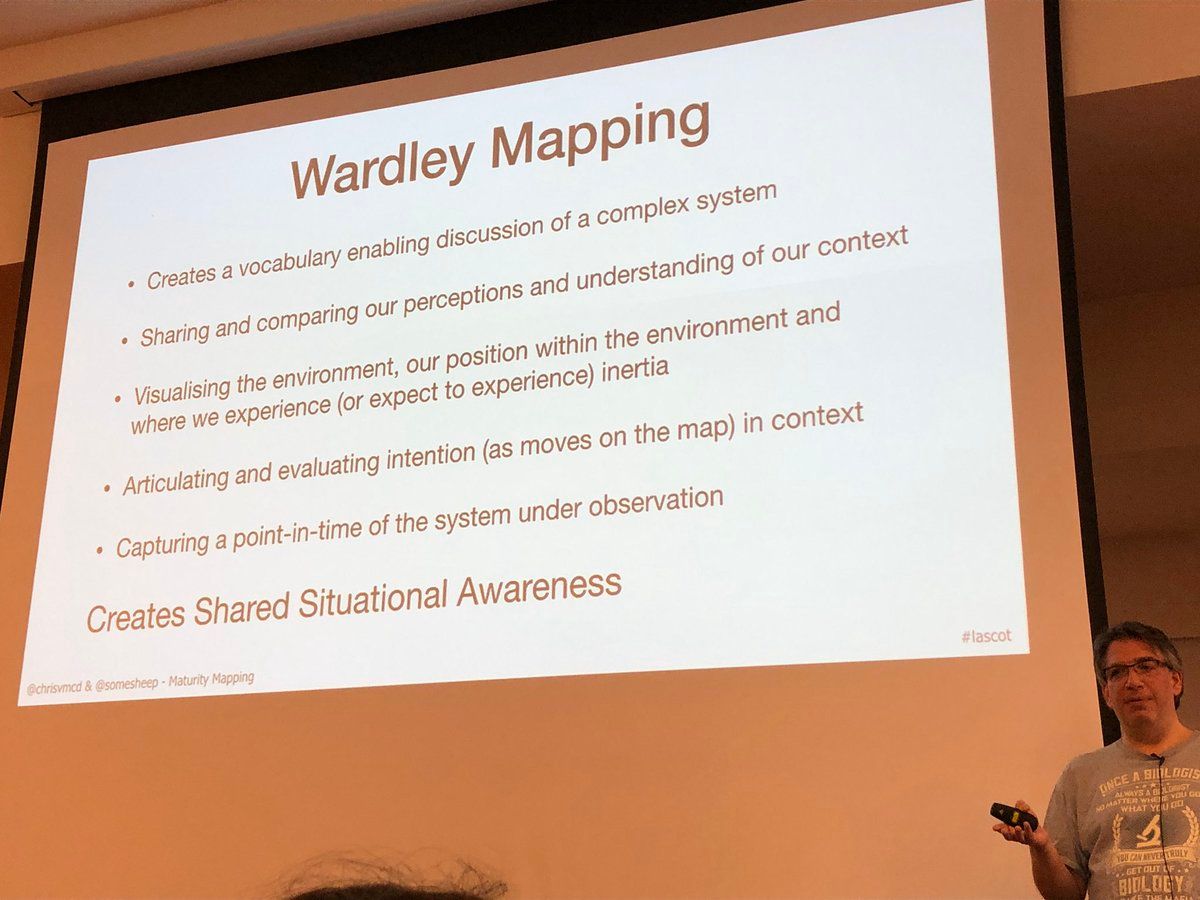 Wardley Mapping
• Creates a vocabulary enabling discussion of a complex system
• Sharing and comparing our perceptions and understanding of our context
• Visualising the environment, our position within the environment and
where we experience (or expect to experience) inertia
• Articulating and evaluating intention (as moves on the map) in context
• Capturing a point-in-time of the system under observation
Creates Shared Situational Awareness
#lascot
@chrisvmcd & @somesheep - Maturity Mapping
ONCE A BIOLOGIS
ALWAYS A BIOLOGIST
NO MATTER WHERE YOU GO
WHAT YOU DO
YOU CAN NEVER TRULY
GET OUT OF
BIOLOGY